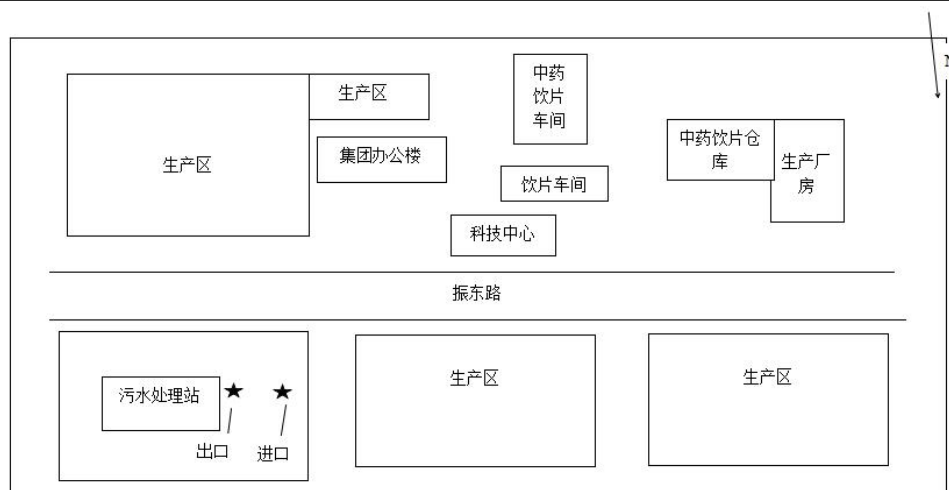 中药
饮片
车间
生产区
生产区
集团办公楼
饮片车间
中药饮片仓
库
生产厂
房
科技中心
振东路
污水处理站
出口
进口
生产区
生产区